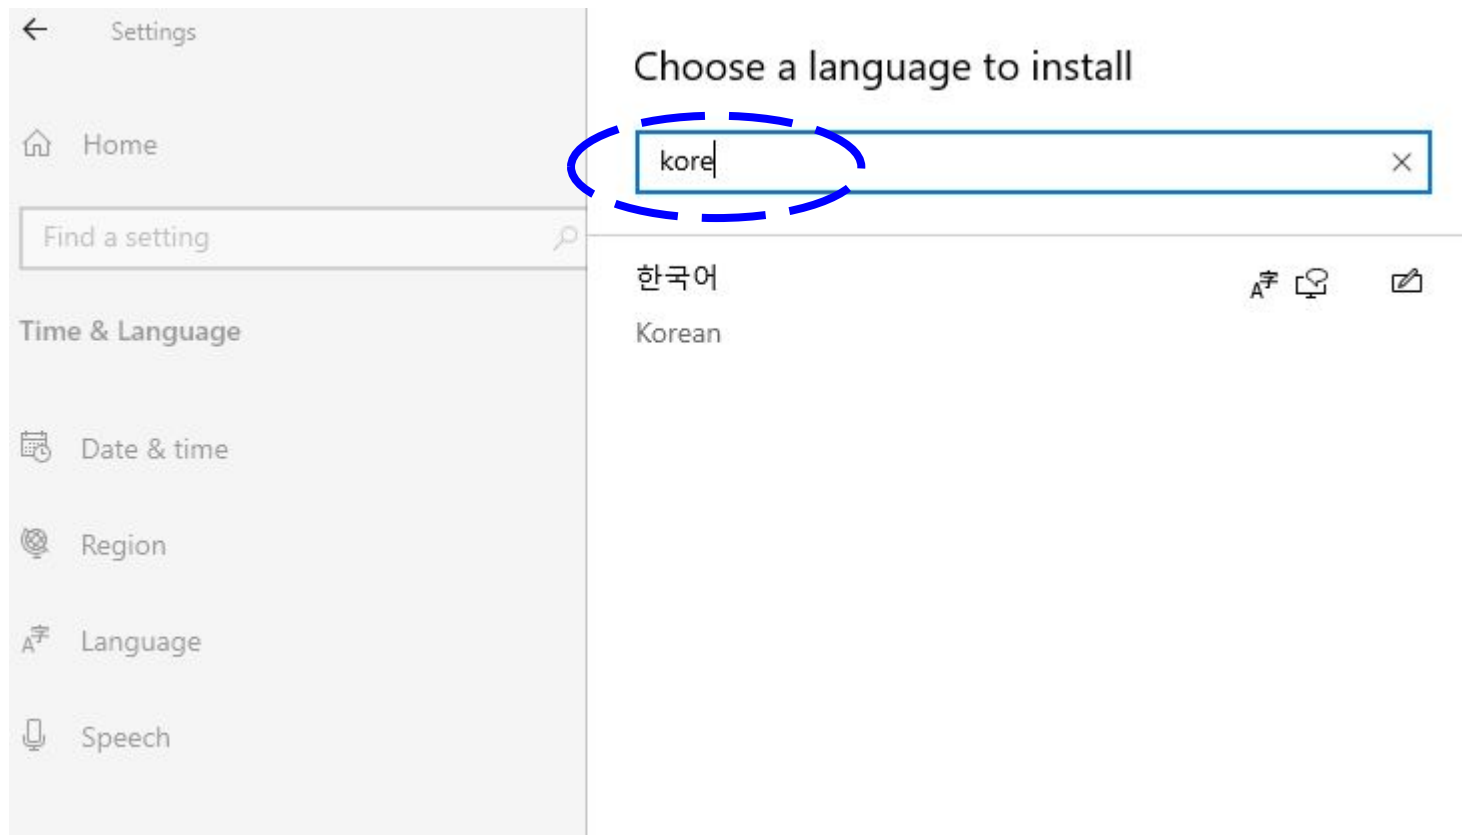 Settings
Home
Find a setting
Time & Language
Date & time
Region
Language
Speech
Choose a language to install
kore
한국어
Korean